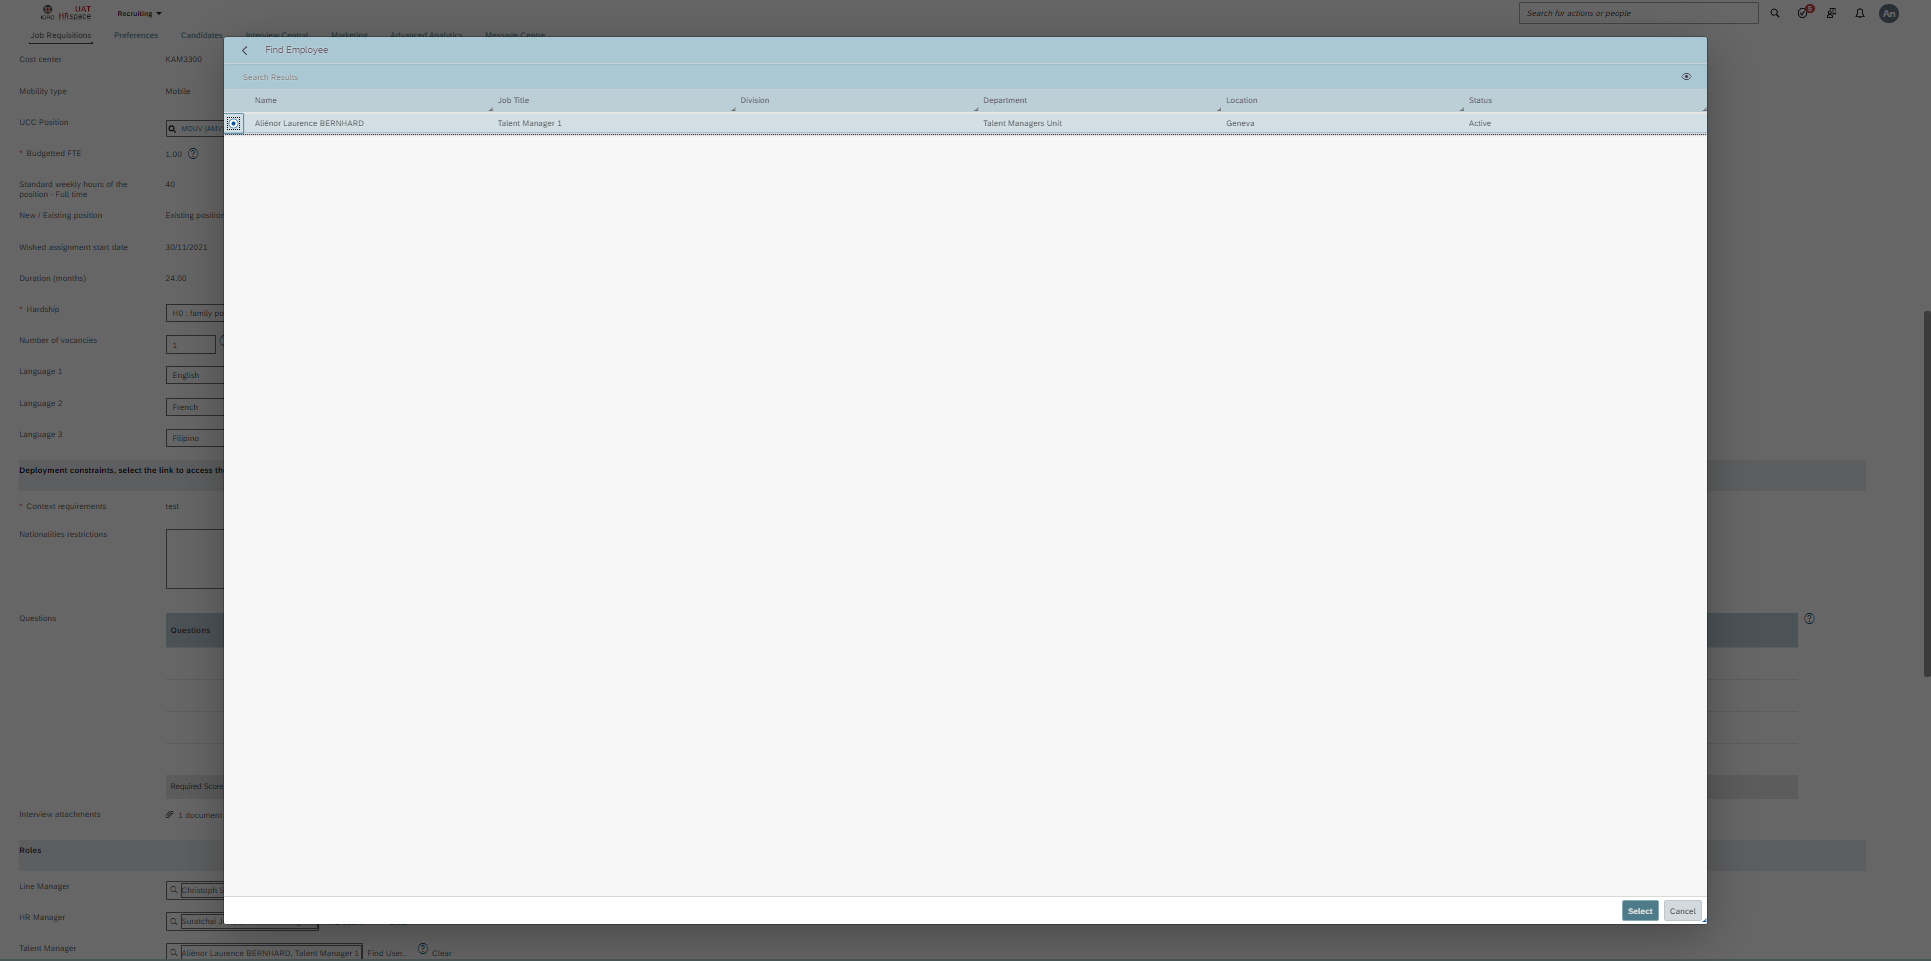 UAT
ICRC HRspace
Recruiting
Search for actions or people
5
An
Job Requisitions Preferences Candidates Interview Central Marketing Advanced Analytics Message Centre
Find Employee
Search Results
Name Job Title Division Department Location Status
Aliénor Laurence BERNHARD Talent Manager 1 Talent Managers Unit Geneva Active
Cost center KAM3300
Mobility type Mobile
UCC Position MOUV (AMV
* Budgetted FTE 1.00
Standard weekly hours of the
position - Full time 40
New / Existing position Existing position
Wished assignment start date 30/11/2021
Duration (months) 24.00
* Hardship H0 : family po
Number of vacancies 1
Language 1 English
Language 2 French
Language 3 Filipino
Deployment constraints, select the link to access the
* Context requirements test
Nationalities restrictions
Questions Questions
Required Score
Interview attachments 1 document
Roles
Line Manager Christoph S
HR Manager Suratchai J
Talent Manager Aliénor Laurence BERNHARD, Talent Manager 1 Find User... Clear
Select Cancel